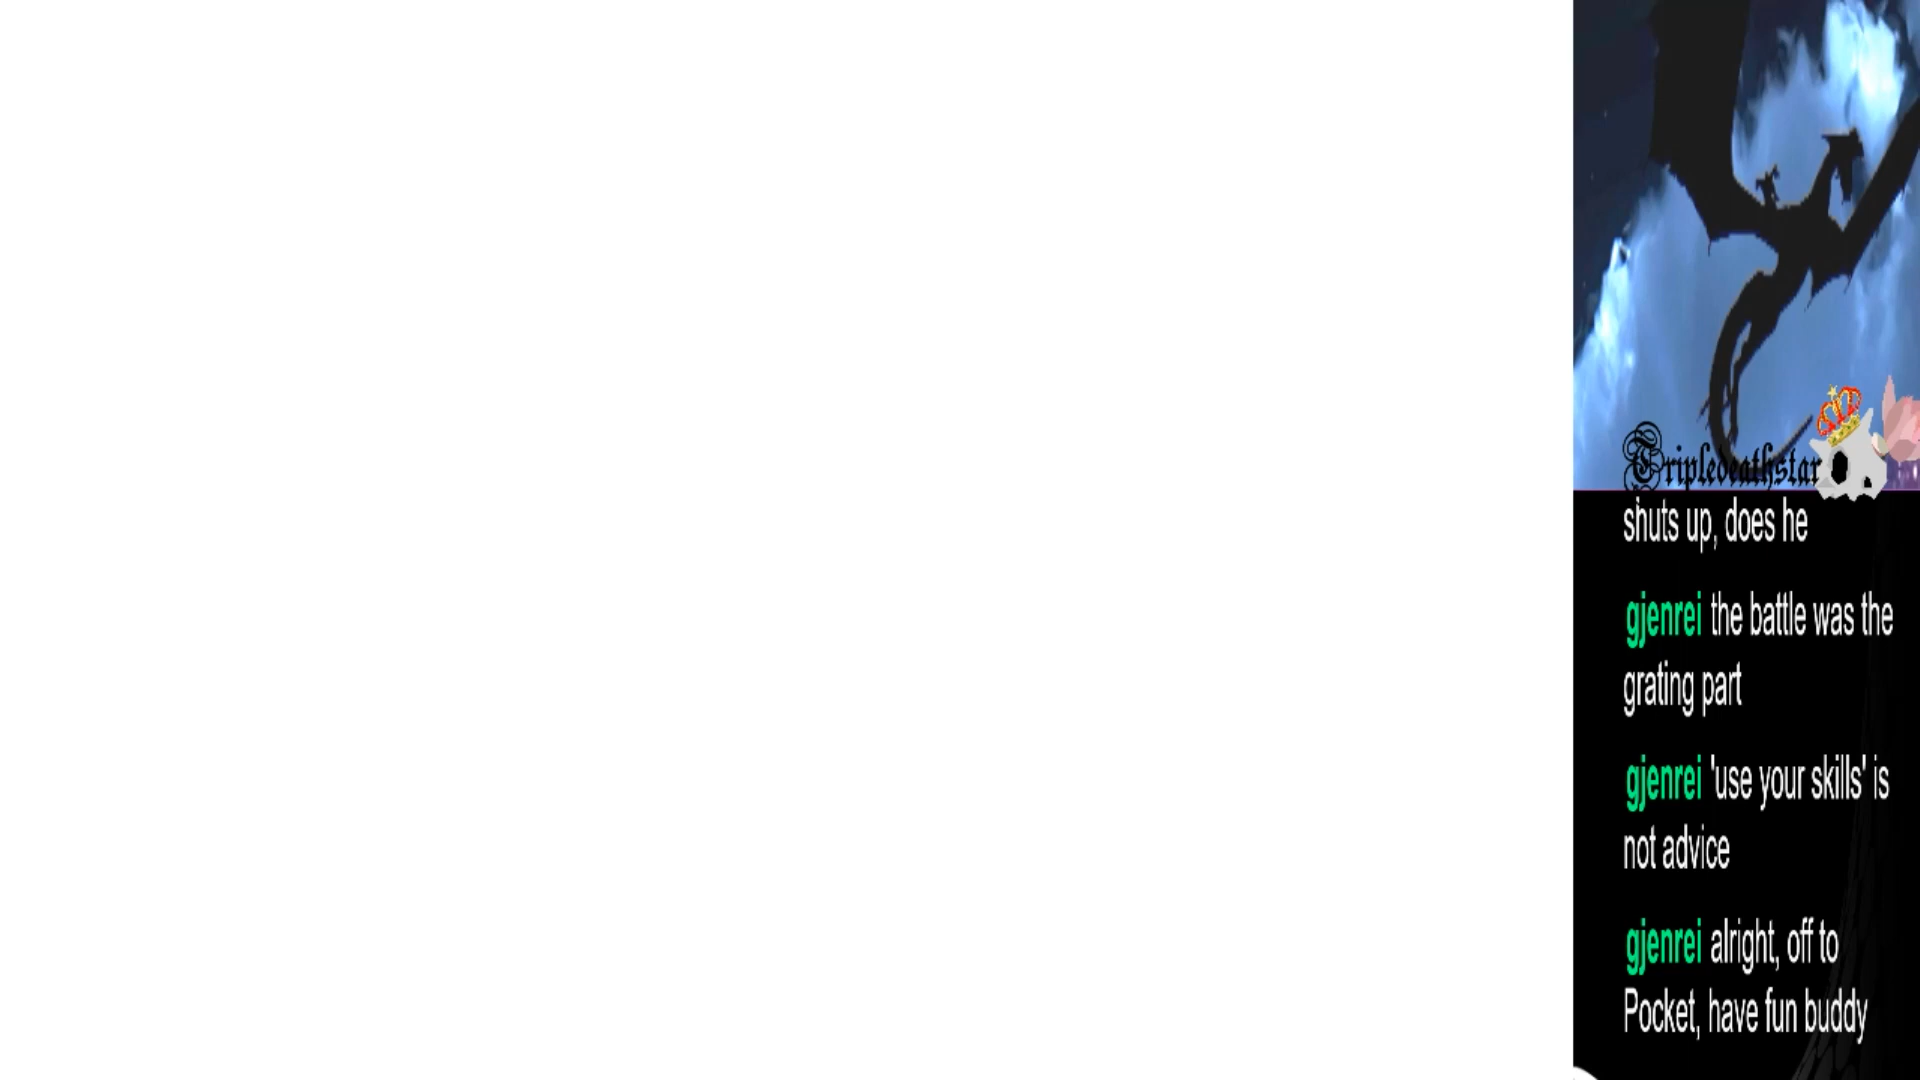 Tripledeathstar
shuts up, does he
gjenrei the battle was the
grating part
gjenrei 'use your skills' is
not advice
gjenrei alright, off to
Pocket, have fun buddy